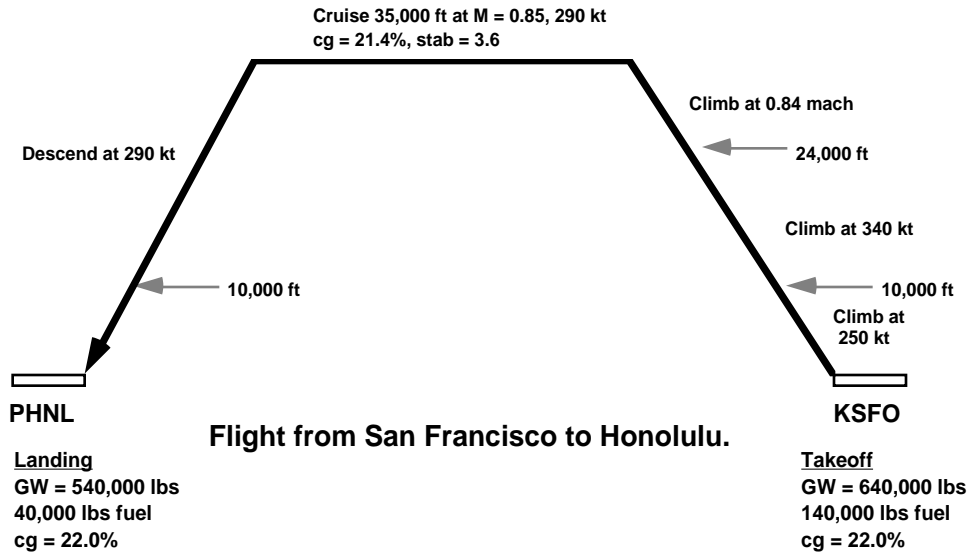 Cruise 35,000 ft at M = 0.85, 290 kt
cg = 21.4%, stab = 3.6
Climb at 0.84 mach
Descend at 290 kt
24,000 ft
Climb at 340 kt
10,000 ft
10,000 ft
Climb at
250 kt
PHNL
KSFO
Flight from San Francisco to Honolulu.
Landing
GW = 540,000 lbs
40,000 lbs fuel
cg = 22.0%
Takeoff
GW = 640,000 lbs
140,000 lbs fuel
cg = 22.0%